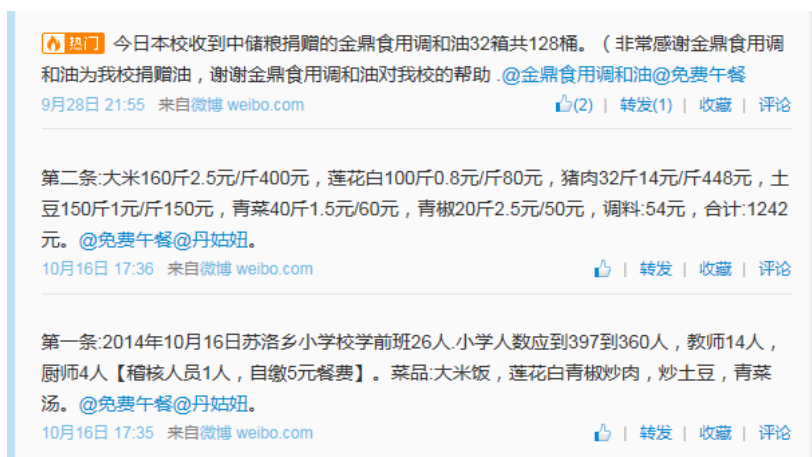 热门 今日本校收到中储粮捐赠的金鼎食用调和油32箱共128桶。（非常感谢金鼎食用调
和油为我校捐赠油，谢谢金鼎食用调和油对我校的帮助 .@金鼎食用调和油@免费午餐
9月28日 21:55 来自微博 weibo.com (2) | 转发(1) | 收藏 | 评论
第二条:大米160斤2.5元/斤400元，莲花白100斤0.8元/斤80元，猪肉32斤14元/斤448元，土
豆150斤1元/斤150元，青菜40斤1.5元/60元，青椒20斤2.5元/50元，调料:54元，合计:1242
元。@免费午餐@丹姑妞。
10月16日 17:36 来自微博 weibo.com | 转发 | 收藏 | 评论
第一条:2014年10月16日苏洛乡小学校学前班26人.小学人数应到397到360人，教师14人，
厨师4人【稽核人员1人，自缴5元餐费】。菜品:大米饭，莲花白青椒炒肉，炒土豆，青菜
汤。@免费午餐@丹姑妞。
10月16日 17:35 来自微博 weibo.com | 转发 | 收藏 | 评论